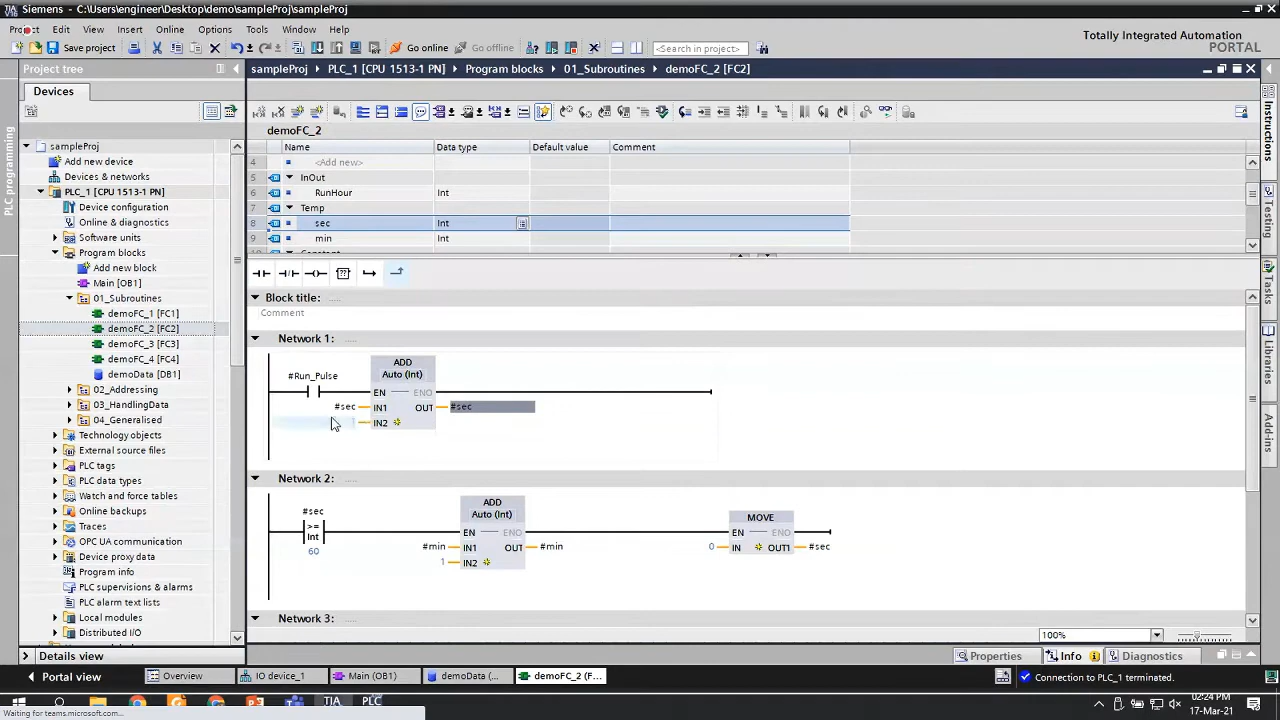 Siemens - C:\Users\engineer\Desktop\demo\sampleProj\sampleProj
Project Edit View Insert Online Options Tools Window Help
Totally Integrated Automation
PORTAL
Save project
Go online
Go offline
<Search in project>
Project tree
sampleProj
PLC_1 [CPU 1513-1 PN]
Program blocks
01_Subroutines
demoFC_2 [FC2]
Devices
PLC programming
sampleProj
Add new device
Devices & networks
PLC_1 [CPU 1513-1 PN]
Device configuration
Online & diagnostics
Software units
Program blocks
Add new block
Main [OB1]
01_Subroutines
demoFC_1 [FC1]
demoFC_2 [FC2]
demoFC_3 [FC3]
demoFC_4 [FC4]
demoData [DB1]
02_Addressing
03_HandlingData
04_Generalised
Technology objects
External source files
PLC tags
PLC data types
Watch and force tables
Online backups
Traces
OPC UA communication
Device proxy data
Program info
PLC supervisions & alarms
PLC alarm text lists
Local modules
Distributed I/O
Details view
demoFC_2
Name Data type Default value Comment
4 <Add new>
5 InOut
6 RunHour Int
7 Temp
8 sec Int
9 min Int
Block title: .....
Comment
Network 1: .....
#Run_Pulse
ADD
Auto (Int)
EN ENO
#sec IN1 OUT #sec
1 IN2
Network 2: .....
#sec
>=
Int
60
ADD
Auto (Int)
EN ENO
#min IN1 OUT #min
1 IN2
MOVE
EN ENO
0 IN OUT1 #sec
Network 3: .....
100%
Properties
Info
Diagnostics
Instructions
Testing
Tasks
Libraries
Add-ins
Portal view
Overview
IO device_1
Main (OB1)
demoData (...
demoFC_2 (F...
Connection to PLC_1 terminated.
Waiting for teams.microsoft.com...
02:24 PM
17-Mar-21